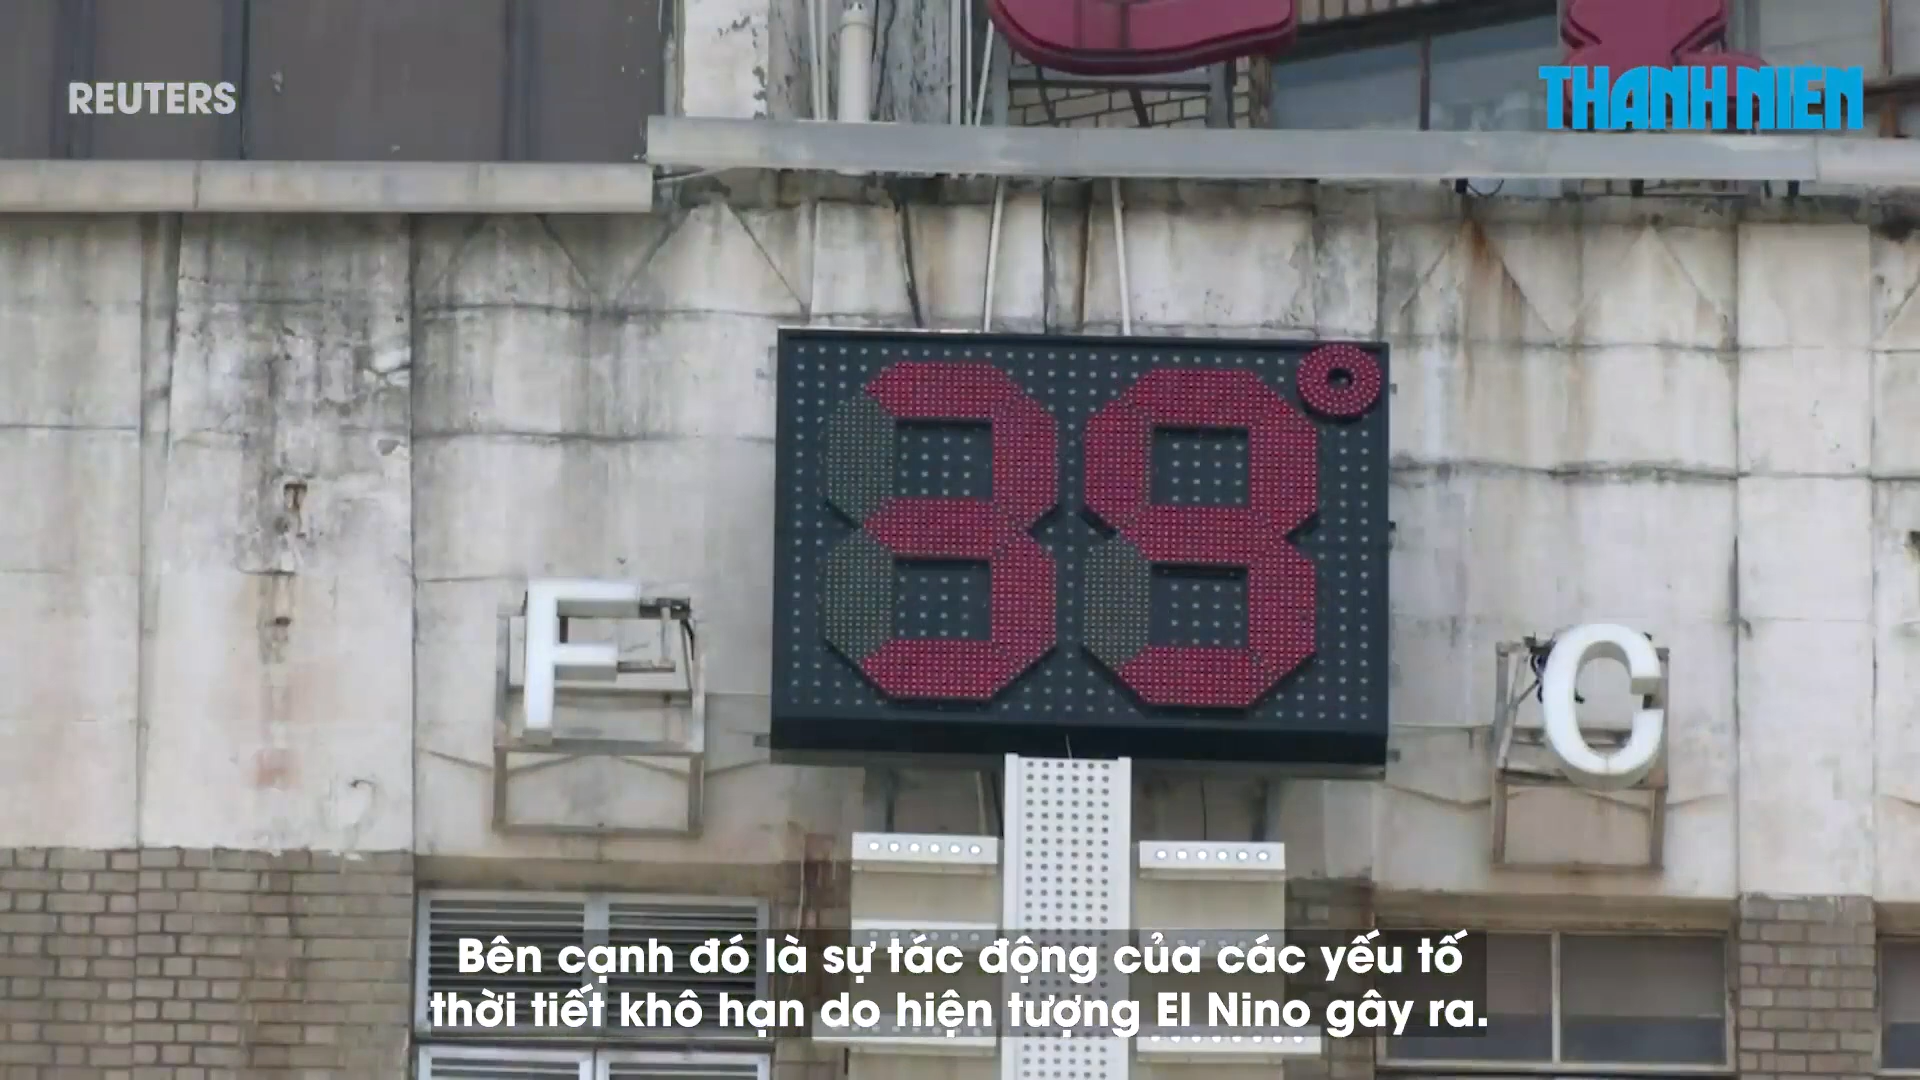 REUTERS
THANH NIÊN
39°
F
C
Bên cạnh đó là sự tác động của các yếu tố
thời tiết khô hạn do hiện tượng El Nino gây ra.